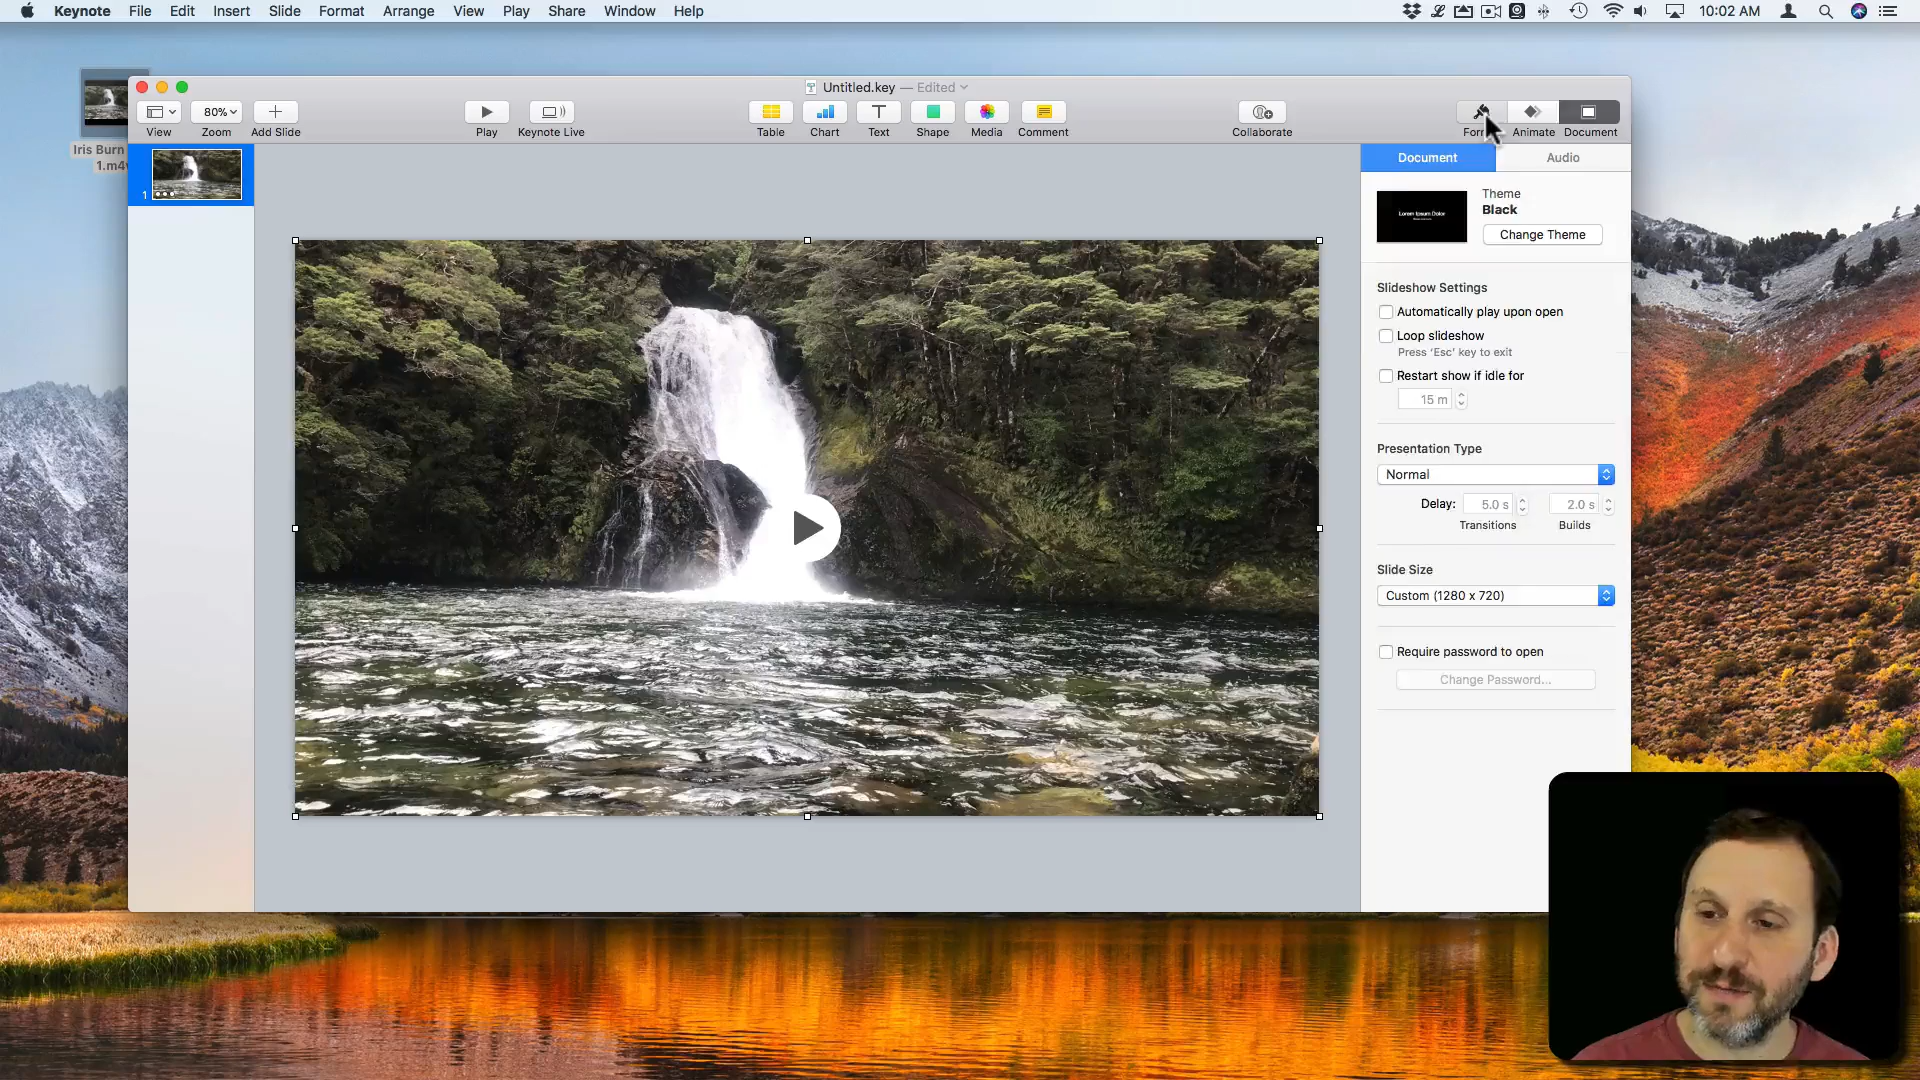 Keynote File Edit Insert Slide Format Arrange View Play Share Window Help 10:02 AM
Untitled.key — Edited
80%
View Zoom Add Slide Play Keynote Live Table Chart Text Shape Media Comment Collaborate Animate Document
Iris Burn
1
Document Audio
Theme
Black
Lorem Ipsum Dolor
Change Theme
Slideshow Settings
Automatically play upon open
Loop slideshow
Press 'Esc' key to exit
Restart show if idle for
15 m
Presentation Type
Normal
Delay: 5.0 s 2.0 s
Transitions Builds
Slide Size
Custom (1280 x 720)
Require password to open
Change Password...